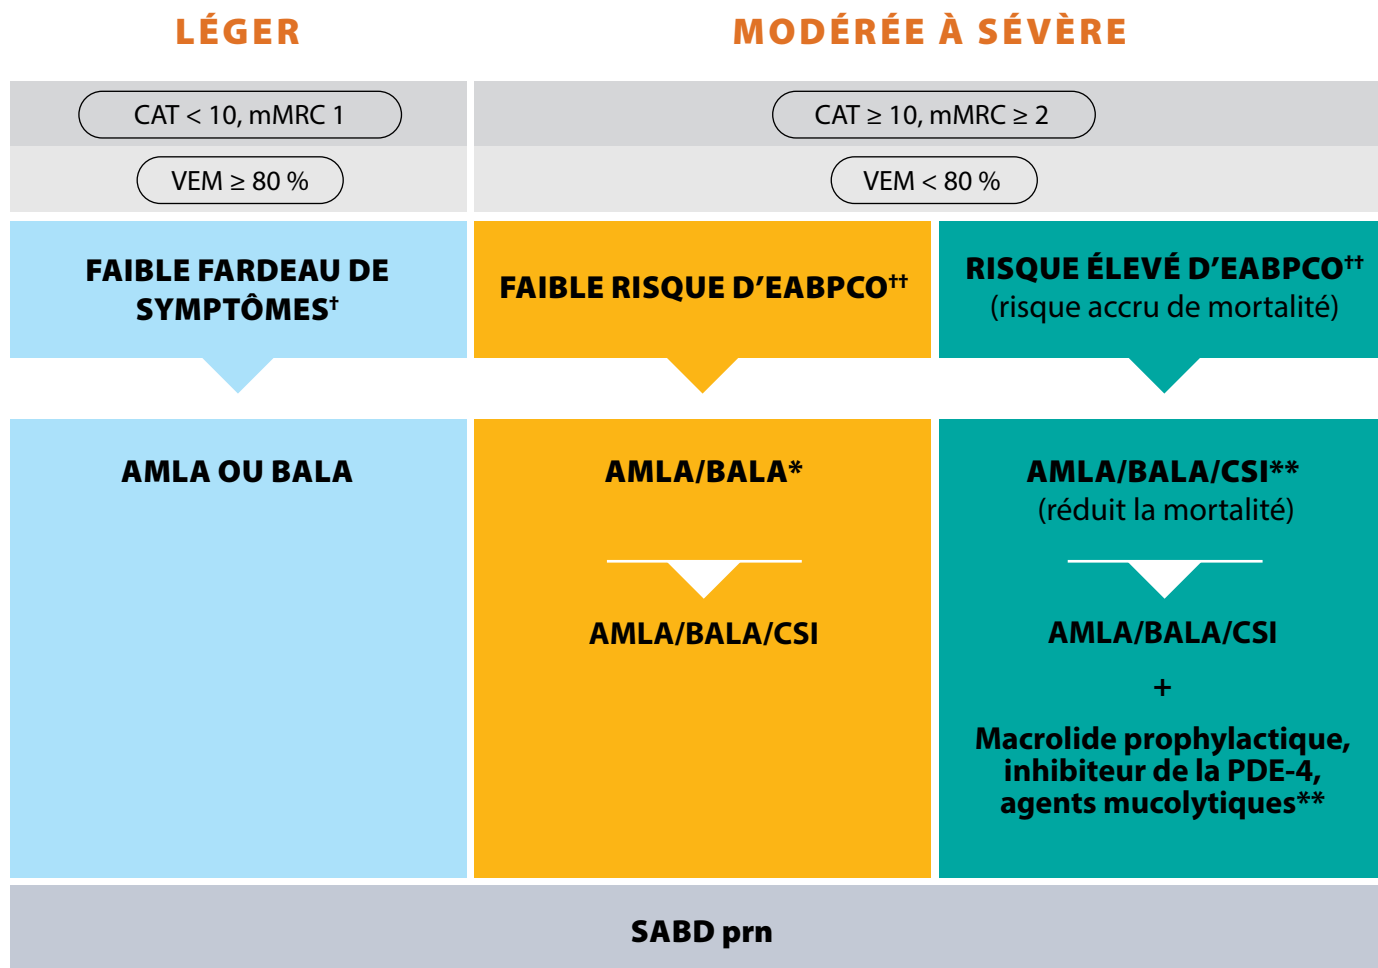 LÉGER
MODÉRÉE À SÉVÈRE
CAT < 10, mMRC 1
CAT ≥ 10, mMRC ≥ 2
VEM ≥ 80 %
VEM < 80 %
FAIBLE FARDEAU DE
SYMPTÔMES†
FAIBLE RISQUE D’EABPCO††
RISQUE ÉLEVÉ D’EABPCO††
(risque accru de mortalité)
AMLA OU BALA
AMLA/BALA*
AMLA/BALA/CSI
AMLA/BALA/CSI**
(réduit la mortalité)
AMLA/BALA/CSI
+
Macrolide prophylactique,
inhibiteur de la PDE-4,
agents mucolytiques**
SABD prn